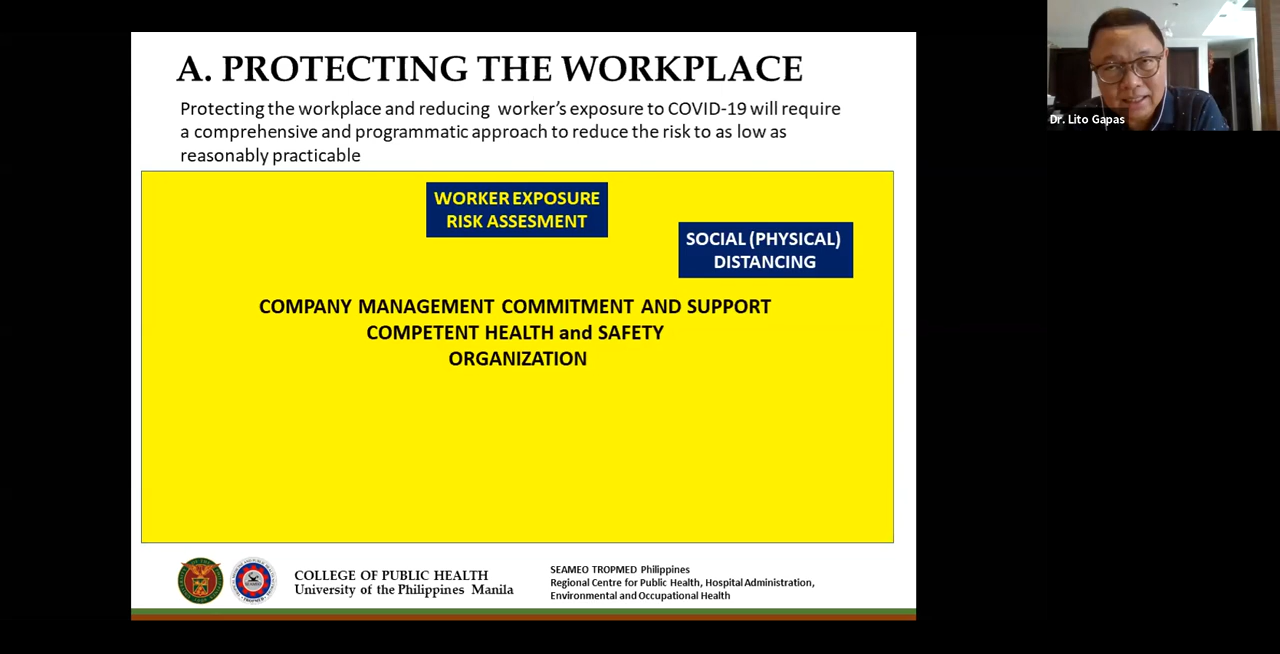 A. PROTECTING THE WORKPLACE
Protecting the workplace and reducing worker's exposure to COVID-19 will require
a comprehensive and programmatic approach to reduce the risk to as low as
reasonably practicable
WORKER EXPOSURE
RISK ASSESMENT
SOCIAL (PHYSICAL)
DISTANCING
COMPANY MANAGEMENT COMMITMENT AND SUPPORT
COMPETENT HEALTH and SAFETY
ORGANIZATION
COLLEGE OF PUBLIC HEALTH
University of the Philippines Manila
SEAMEO TROPMED Philippines
Regional Centre for Public Health, Hospital Administration,
Environmental and Occupational Health
Dr. Lito Gapas